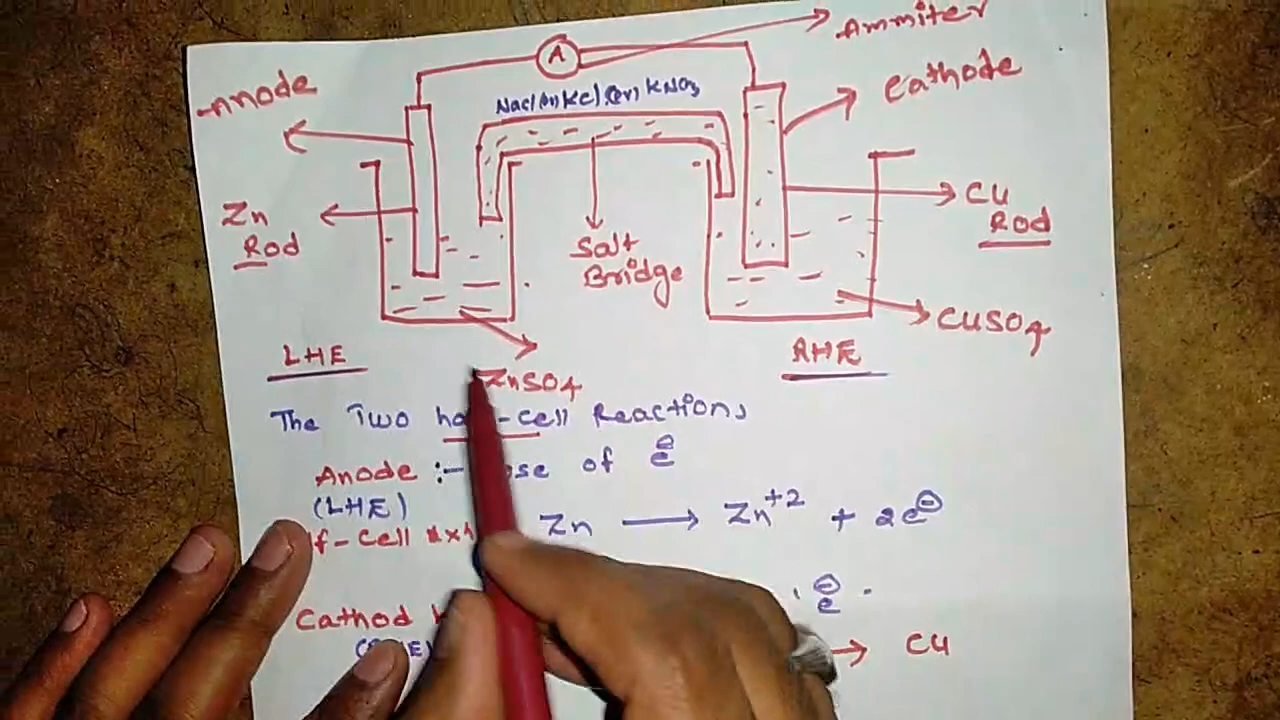 Ammiter
A
Anode
Cathode
NaCl (or) KCl (or) KNO3
Zn
Rod
Cu
Rod
Salt
Bridge
CuSO4
LHE
RHE
ZnSO4
The Two -cell Reactions
Anode :- of e⊖
(LHE)
Zn → Zn+2 + 2e⊖
-cell
Cathod
e⊖
→ Cu